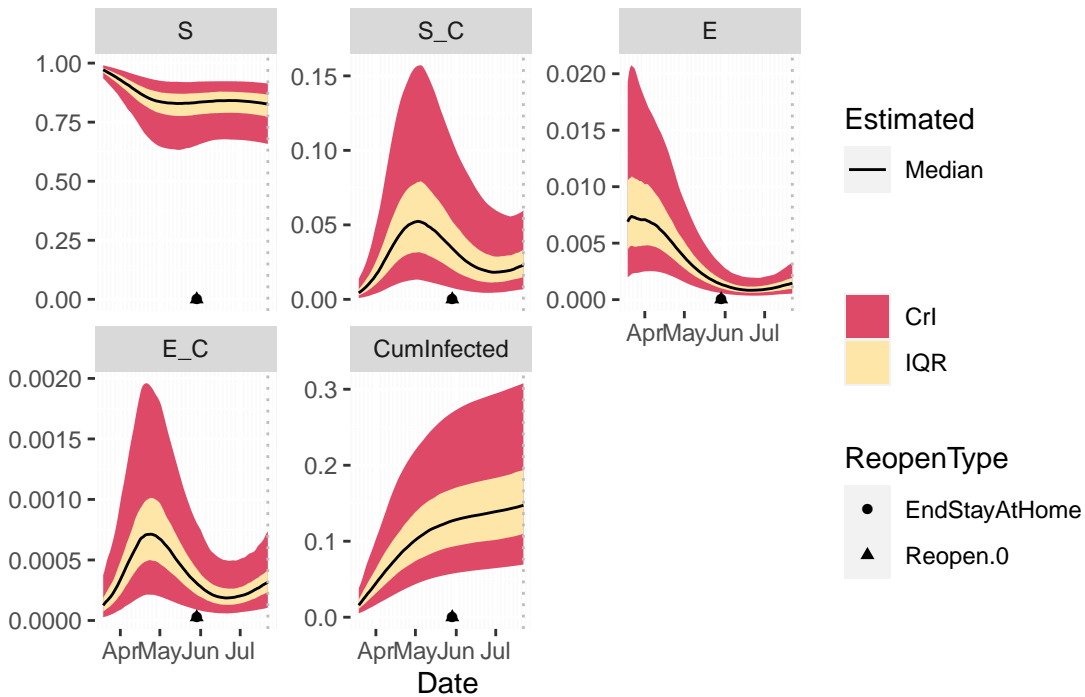 S
S_C
E
1.00
0.75
0.50
0.25
0.00
0.15
0.10
0.05
0.00
0.020
0.015
0.010
0.005
0.000
Apr May Jun Jul
E_C
CumInfected
0.0020
0.0015
0.0010
0.0005
0.0000
0.3
0.2
0.1
0.0
Apr May Jun Jul
Apr May Jun Jul
Date
Estimated
Median
CrI
IQR
ReopenType
EndStayAtHome
Reopen.0